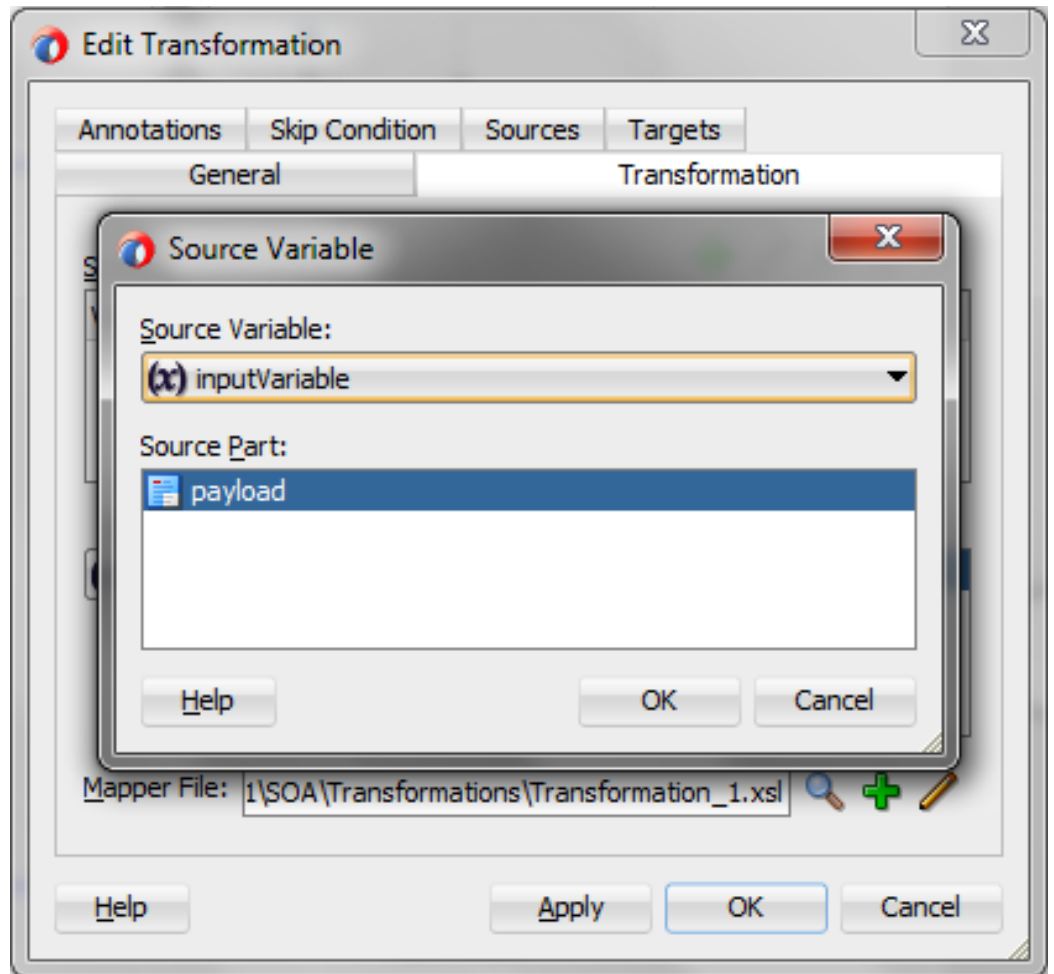 Edit Transformation
Annotations Skip Condition Sources Targets
General Transformation
Source Variable
Source Variable:
(x) inputVariable
Source Part:
payload
Help OK Cancel
Mapper File: 1\SOA\Transformations\Transformation_1.xsl
Help Apply OK Cancel